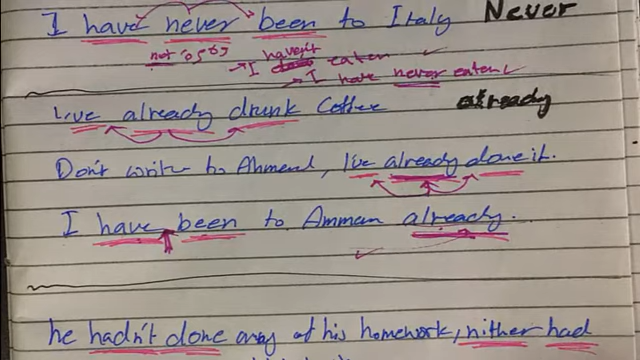 I have never been to Italy Never
not
→ I haven't eaten
→ I have never eaten
I've already drunk Coffee already
Don't write to Ahmend, I've already done it.
I have been to Amman already.
he hadn't done any of his homework, nither had